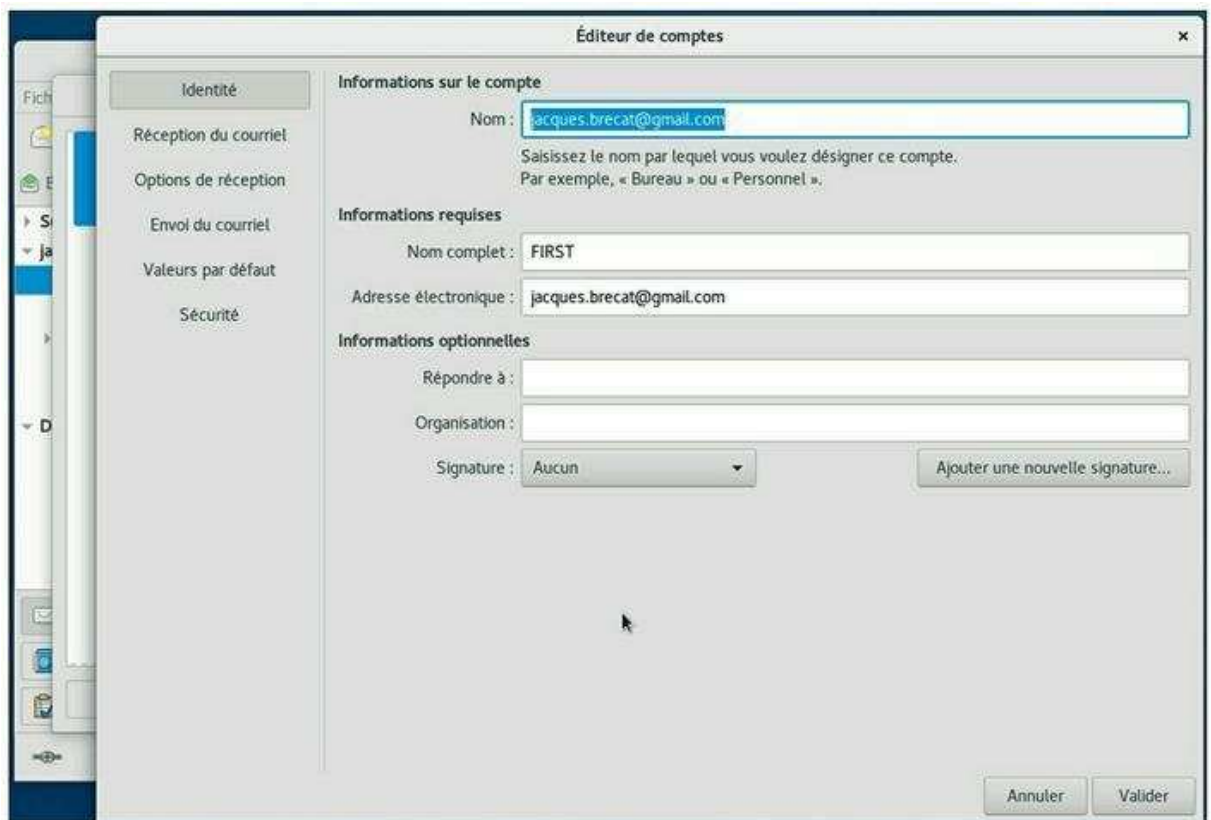 Éditeur de comptes
Fich
Identité
Réception du courriel
Options de réception
Envoi du courriel
Valeurs par défaut
Sécurité
Informations sur le compte
Nom : jacques.brecat@gmail.com
Saisissez le nom par lequel vous voulez désigner ce compte.
Par exemple, « Bureau » ou « Personnel ».
Informations requises
Nom complet : FIRST
Adresse électronique : jacques.brecat@gmail.com
Informations optionnelles
Répondre à :
Organisation :
Signature : Aucun
Ajouter une nouvelle signature...
Annuler
Valider